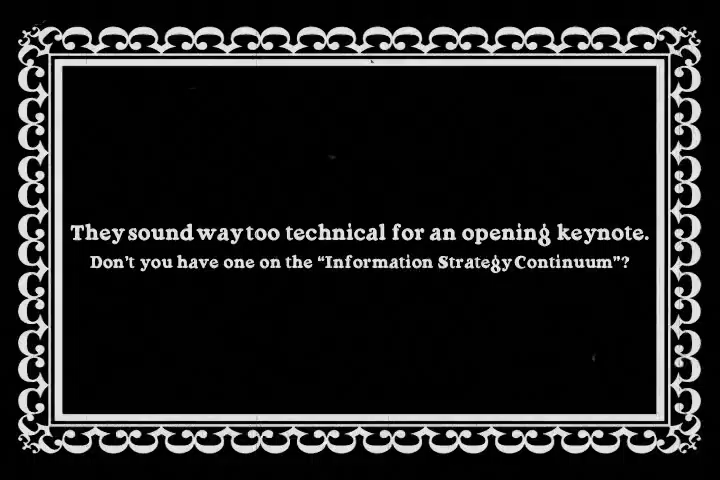 They sound way too technical for an opening keynote.
Don't you have one on the “Information Strategy Continuum”?